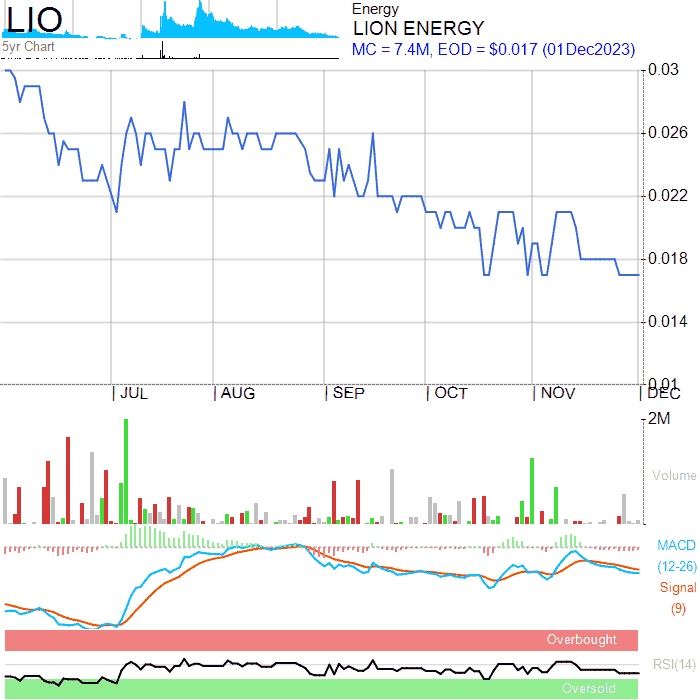 LIO
5yr Chart
Energy
LION ENERGY
MC = 7.4M, EOD = $0.017 (01Dec2023)
0.03
0.026
0.022
0.018
0.014
0.01
JUL AUG SEP OCT NOV DEC
2M
Volume
MACD
(12-26)
Signal
(9)
Overbought
RSI(14)
Oversold